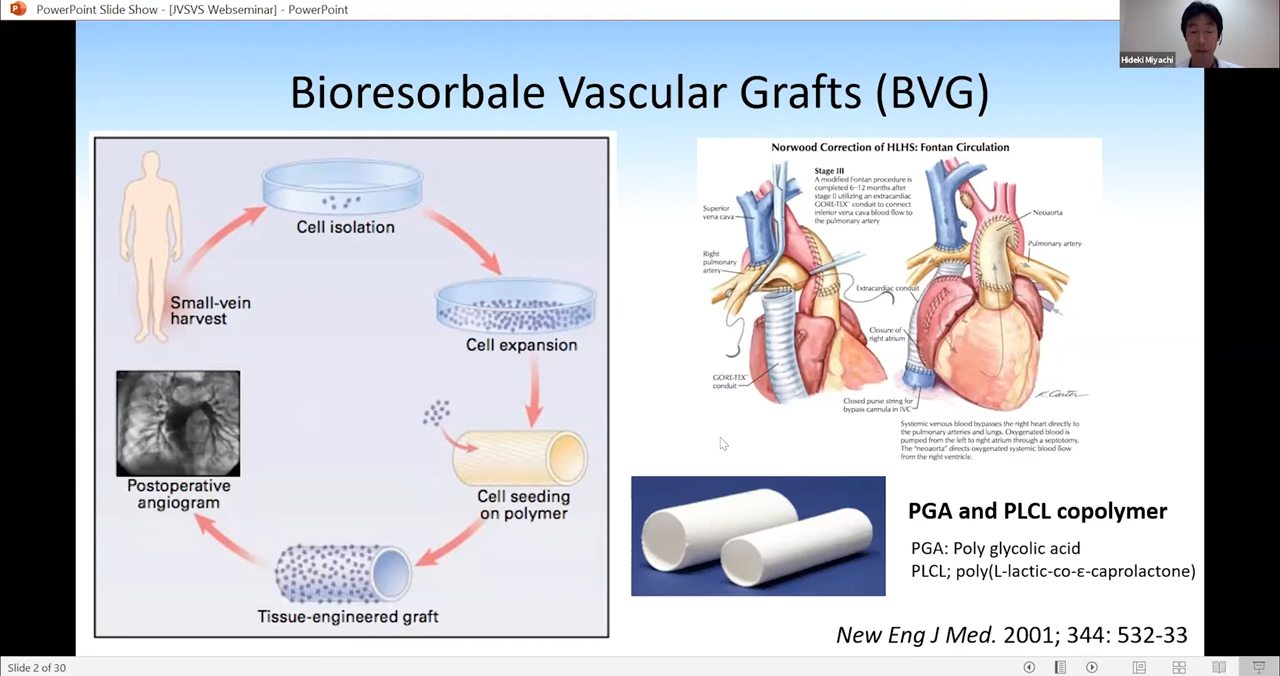 PowerPoint Slide Show - [JVSVS Webseminar] - PowerPoint
Hideki Miyachi
Bioresorbale Vascular Grafts (BVG)
Cell isolation
Small-vein
harvest
Cell expansion
Cell seeding
on polymer
Tissue-engineered graft
Postoperative
angiogram
Norwood Correction of HLHS: Fontan Circulation
Stage III
A modified Fontan procedure is
completed 6-12 months after
stage II utilizing an extracardiac
GORE-TEX™ conduit to connect
inferior vena cava blood flow to
the pulmonary artery
Superior
vena cava
Right
pulmonary
artery
Neoaorta
Pulmonary artery
Extracardiac conduit
Closure of
right atrium
GORE-TEX™
conduit
Closed purse string for
bypass cannula in IVC
K. Carter
Systemic venous blood bypasses the right heart directly to
the pulmonary arteries and lungs. Oxygenated blood is
pumped from the left to right atrium through a septotomy.
The "neoaorta" directs oxygenated systemic blood flow
from the right ventricle.
PGA and PLCL copolymer
PGA: Poly glycolic acid
PLCL; poly(L-lactic-co-ε-caprolactone)
New Eng J Med. 2001; 344: 532-33
Slide 2 of 30